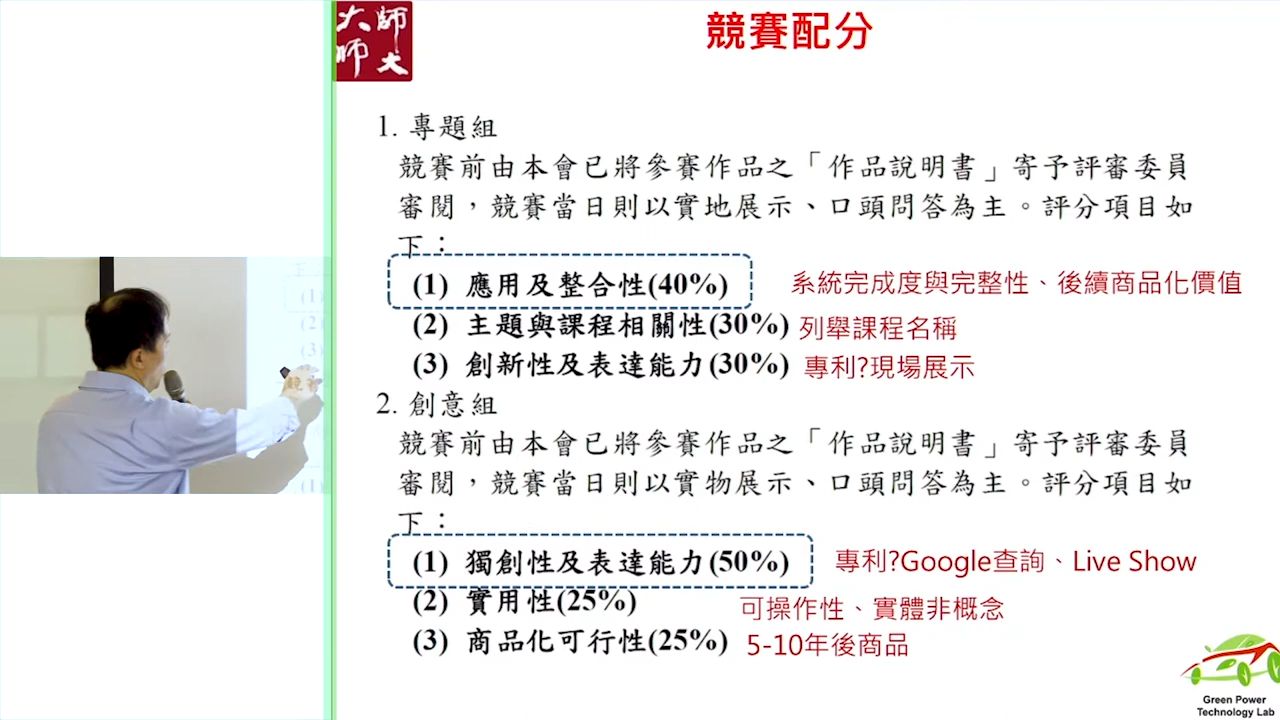 師大
大師
競賽配分
1. 專題組
競賽前由本會已將參賽作品之「作品說明書」寄予評審委員
審閱，競賽當日則以實地展示、口頭問答為主。評分項目如
下：
(1) 應用及整合性(40%) 系統完成度與完整性、後續商品化價值
(2) 主題與課程相關性(30%) 列舉課程名稱
(3) 創新性及表達能力(30%) 專利?現場展示
2. 創意組
競賽前由本會已將參賽作品之「作品說明書」寄予評審委員
審閱，競賽當日則以實物展示、口頭問答為主。評分項目如
下：
(1) 獨創性及表達能力(50%) 專利?Google查詢、Live Show
(2) 實用性(25%) 可操作性、實體非概念
(3) 商品化可行性(25%) 5-10年後商品
Green Power
Technology Lab